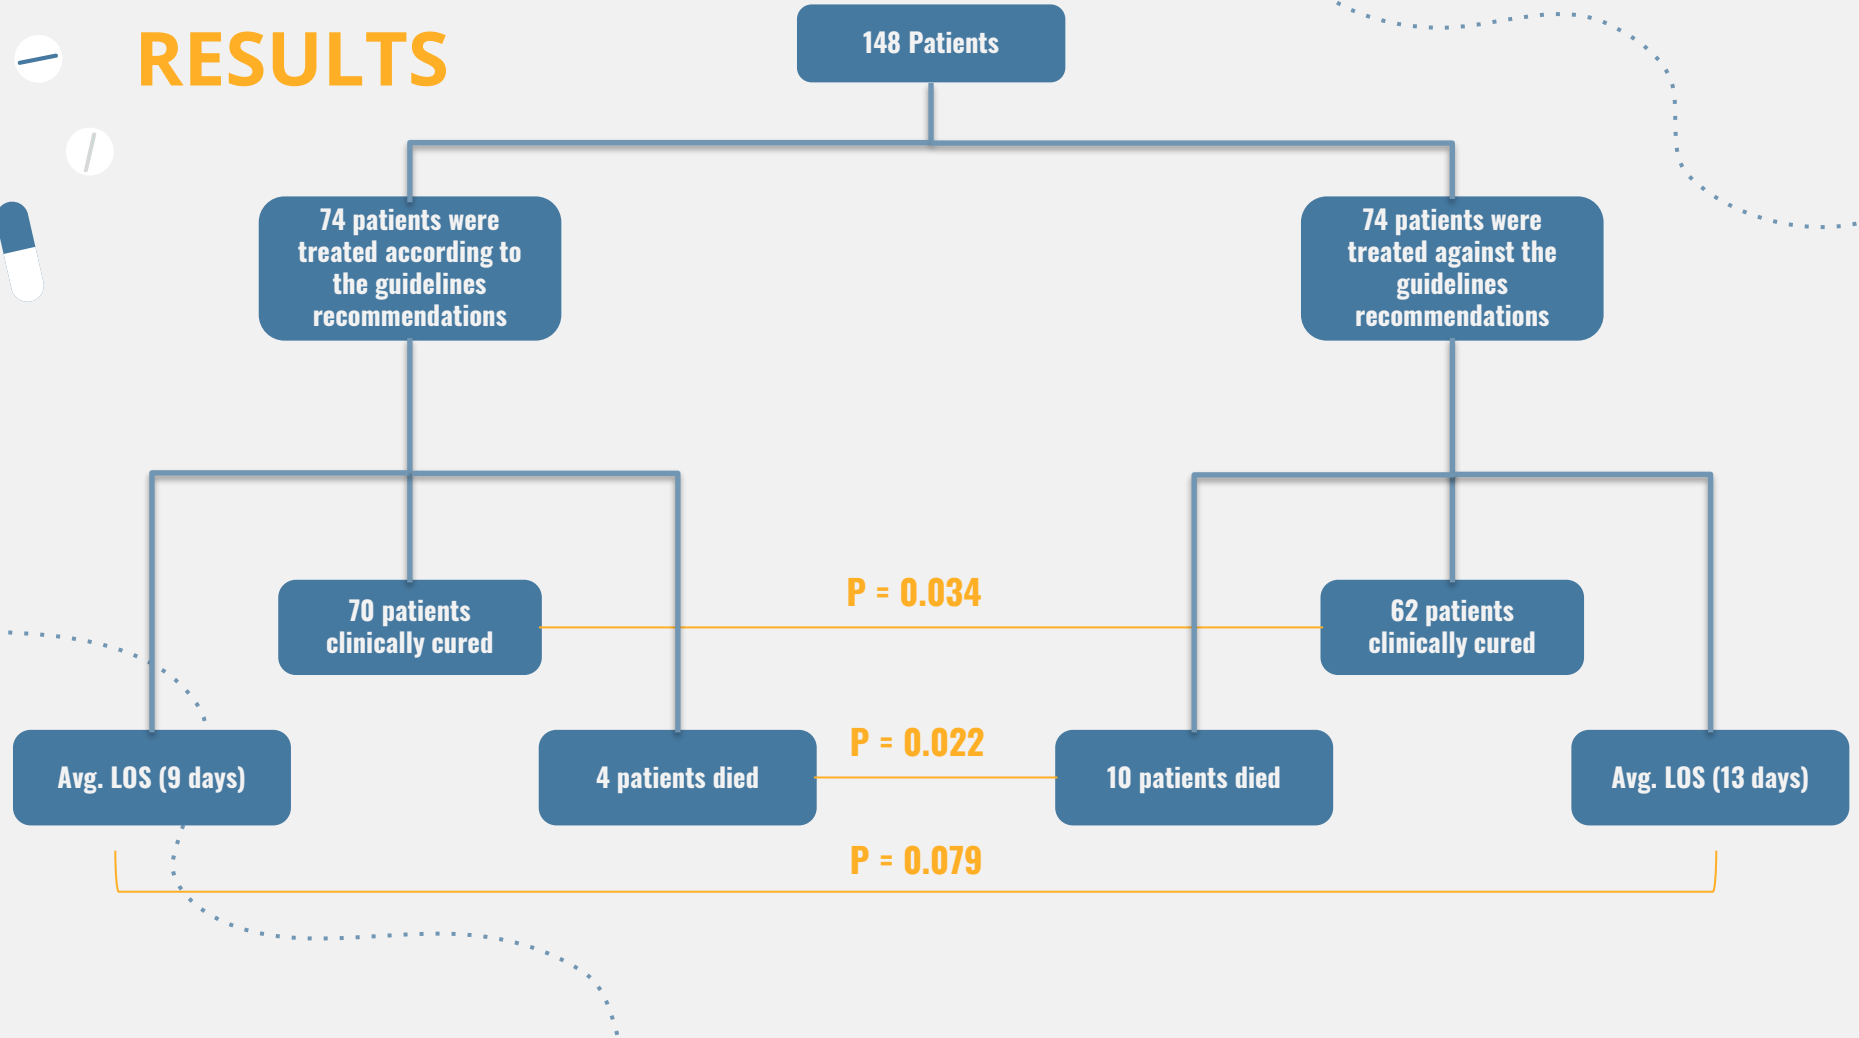 RESULTS
148 Patients
74 patients were
treated according to
the guidelines
recommendations
74 patients were
treated against the
guidelines
recommendations
70 patients
clinically cured
P = 0.034
62 patients
clinically cured
Avg. LOS (9 days)
4 patients died
P = 0.022
10 patients died
Avg. LOS (13 days)
P = 0.079